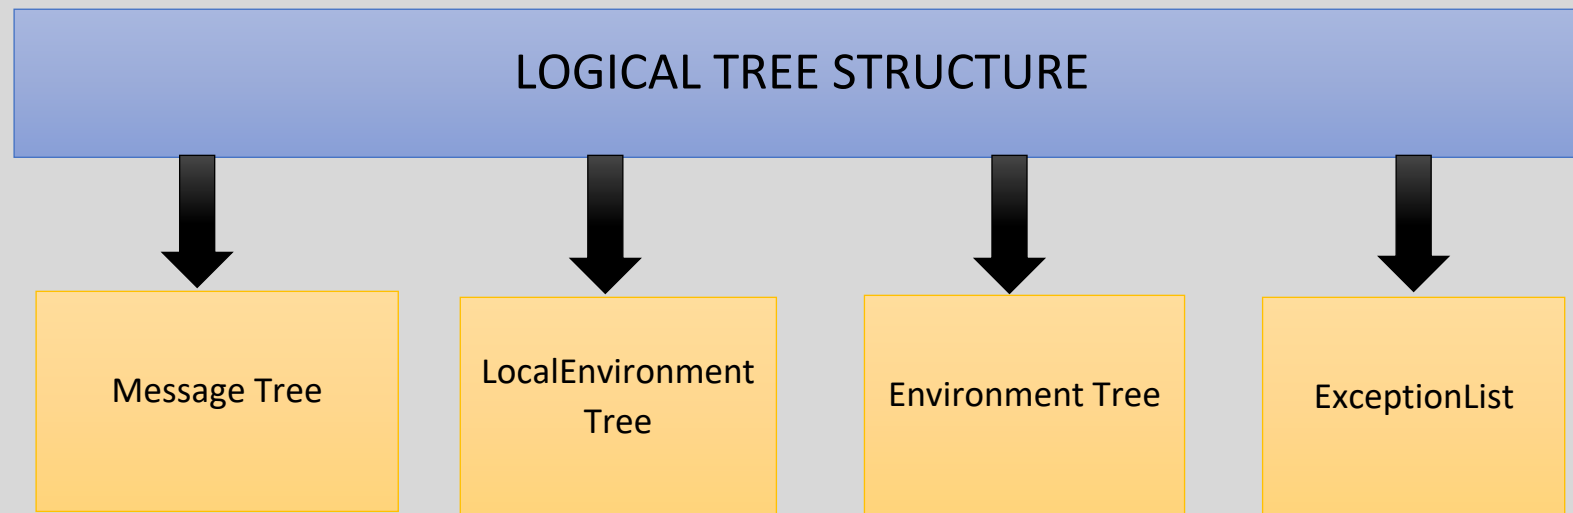 LOGICAL TREE STRUCTURE
Message Tree
LocalEnvironment
Tree
Environment Tree
ExceptionList